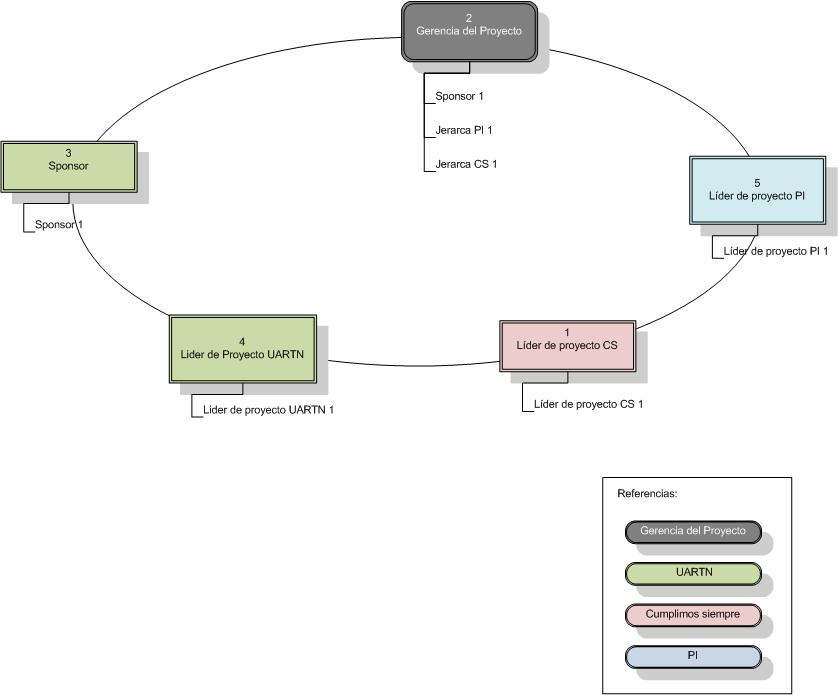 2
Gerencia del Proyecto
Sponsor 1
Jerarca PI 1
Jerarca CS 1
3
Sponsor
Sponsor 1
5
Líder de proyecto PI
Líder de proyecto PI 1
4
Lider de Proyecto UARTN
Lider de proyecto UARTN 1
1
Líder de proyecto CS
Líder de proyecto CS 1
Referencias:
Gerencia del Proyecto
UARTN
Cumplimos siempre
PI